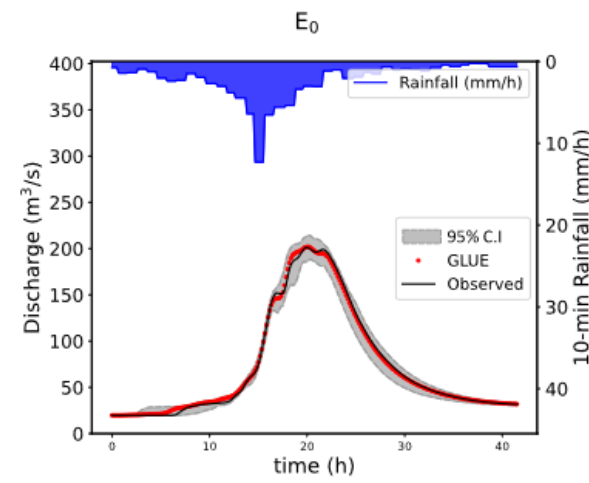 E₀
400
350
300
250
200
150
100
50
0
Discharge (m³/s)
0
10
20
30
40
10-min Rainfall (mm/h)
Rainfall (mm/h)
95% C.I
GLUE
Observed
0
10
20
30
40
time (h)